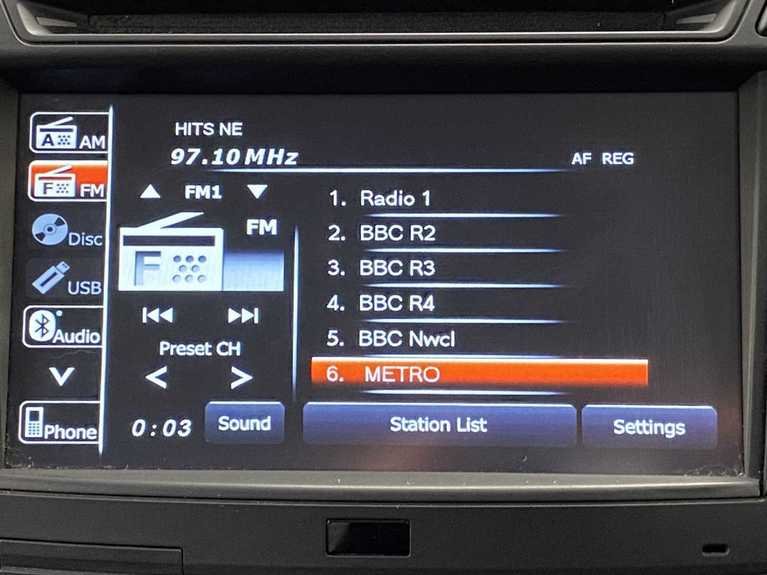 HITS NE
97.10 MHz
AF REG
A AM
F FM
Disc
USB
Audio
Phone
FM1
FM
F
Preset CH
0:03
Sound
1. Radio 1
2. BBC R2
3. BBC R3
4. BBC R4
5. BBC Nwcl
6. METRO
Station List
Settings